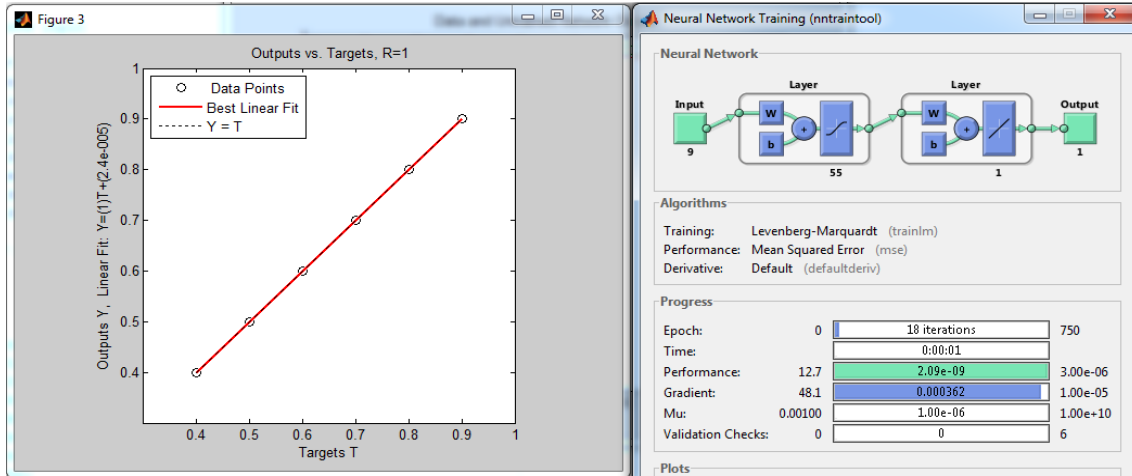 Figure 3
Outputs vs. Targets, R=1
Data Points
Best Linear Fit
Y = T
Outputs Y, Linear Fit: Y=(1)T+(2.4e-005)
1
0.9
0.8
0.7
0.6
0.5
0.4
0.4 0.5 0.6 0.7 0.8 0.9 1
Targets T
Neural Network Training (nntraintool)
Neural Network
Layer Layer
Input Output
W W
b b
+ +
9 55 1 1
Algorithms
Training: Levenberg-Marquardt (trainlm)
Performance: Mean Squared Error (mse)
Derivative: Default (defaultderiv)
Progress
Epoch: 0 18 iterations 750
Time: 0:00:01
Performance: 12.7 2.09e-09 3.00e-06
Gradient: 48.1 0.000362 1.00e-05
Mu: 0.00100 1.00e-06 1.00e+10
Validation Checks: 0 0 6
Plots